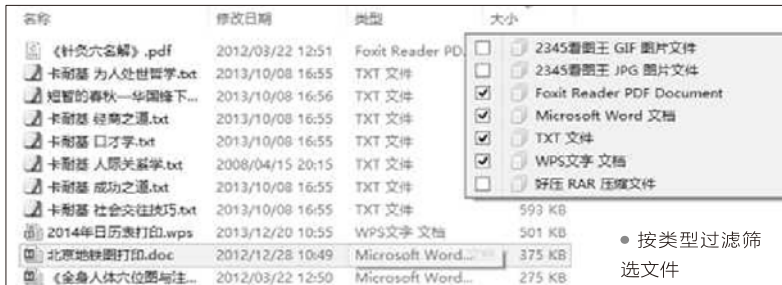 名称 修改日期 类型 大小
《针灸六名解》.pdf 2012/03/22 12:51 Foxit Reader PD...
卡耐基 为人处世哲学.txt 2013/10/08 16:55 TXT 文件
短暂的春秋—华国锋下... 2013/10/08 16:56 TXT 文件
卡耐基 经商之道.txt 2013/10/08 16:55 TXT 文件
卡耐基 口才学.txt 2013/10/08 16:55 TXT 文件
卡耐基 人际关系学.txt 2008/04/15 20:15 TXT 文件
卡耐基 成功之道.txt 2013/10/08 16:55 TXT 文件
卡耐基 社会交往技巧.txt 2013/10/08 16:55 TXT 文件 593 KB
2014年日历表打印.wps 2013/12/20 10:55 WPS文字 文档 501 KB
北京地铁图打印.doc 2012/12/28 10:49 Microsoft Word... 375 KB
《全身人体穴位图与注... 2012/03/22 12:50 Microsoft Word... 275 KB
2345看图王 GIF 图片文件
2345看图王 JPG 图片文件
Foxit Reader PDF Document
Microsoft Word 文档
TXT 文件
WPS文字 文档
好压 RAR 压缩文件
● 按类型过滤筛
选文件